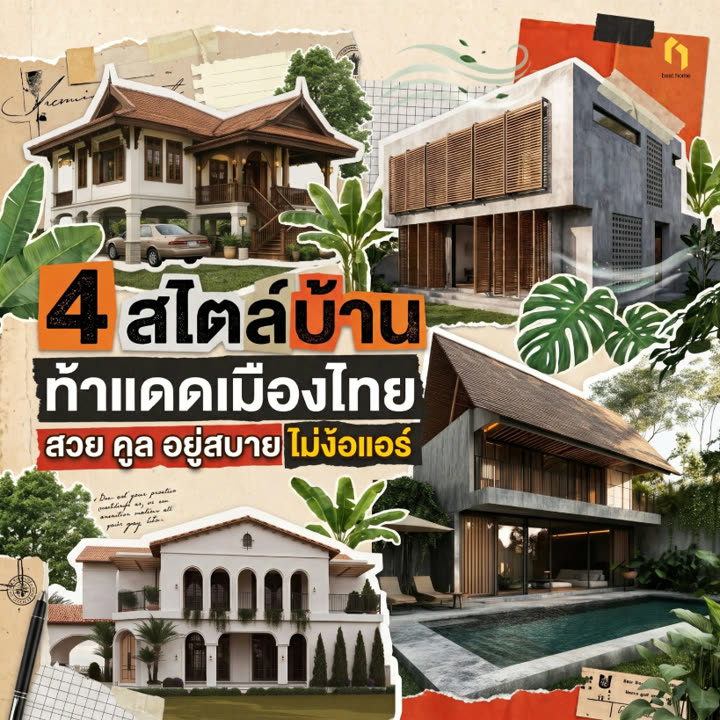 best home
4 สไตล์บ้าน
ท้าแดดเมืองไทย
สวย คูล อยู่สบาย ไม่ง้อแอร์